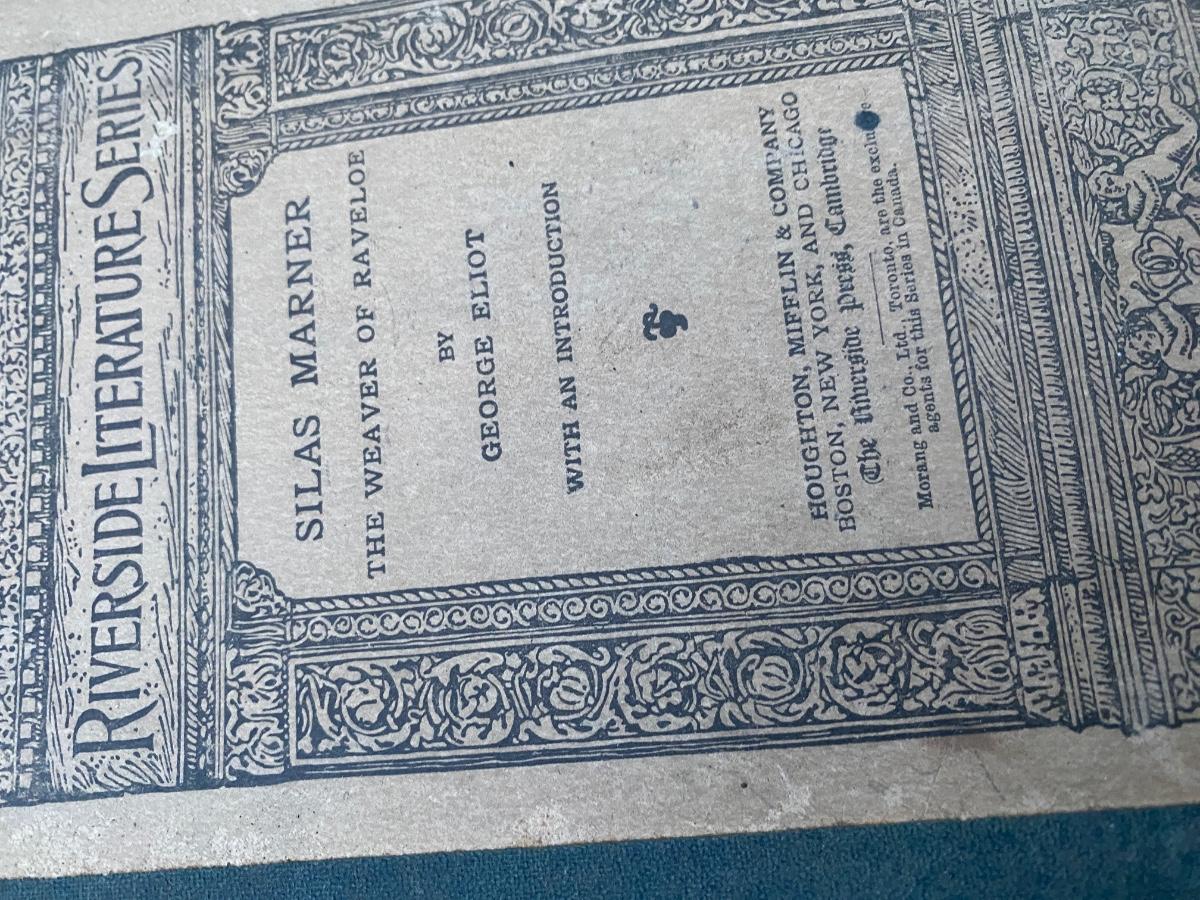 RIVERSIDE LITERATURE SERIES
SILAS MARNER
THE WEAVER OF RAVELOE
BY
GEORGE ELIOT
WITH AN INTRODUCTION
HOUGHTON, MIFFLIN & COMPANY
BOSTON, NEW YORK, AND CHICAGO
The Riverside Press, Cambridge
Morang and Co., Ltd., Toronto, are the exclusive
agents for this Series in Canada.